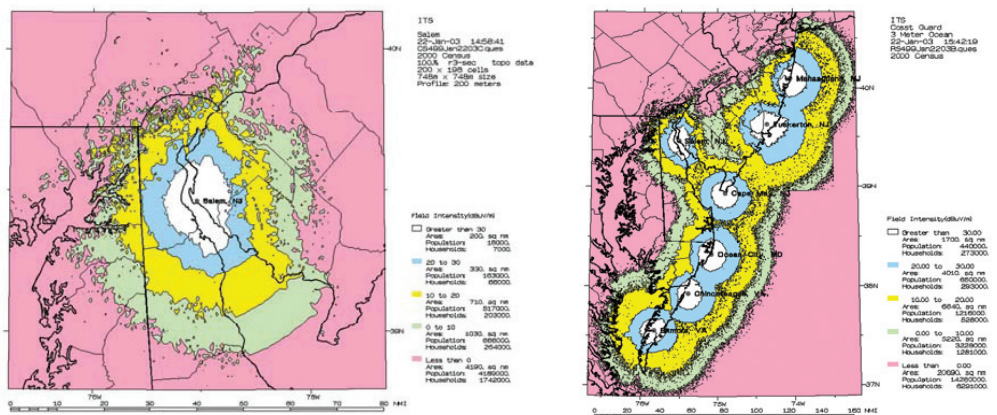 ITS
Salem
22-Jan-03 14:58:41
2000 Census
100.% r3-sec topo data
200 x 198 cells
748m x 748m size
Profile: 200 meters
40N
Salem, NJ
39N
76W
75W
0 10 20 30 40 50 60 70 80 90 NMI
Field Intensity(dBuV/m)
Greater than 30
Area: 200. sq nm
Population: 18000.
Households: 7000.
20 to 30
Area: 330. sq nm
Population: 163000.
Households: 66000.
10 to 20
Area: 710. sq nm
Population: 517000.
Households: 203000.
0 to 10
Area: 1030. sq nm
Population: 666000.
Households: 264000.
Less than 0
Area: 4190. sq nm
Population: 4189000.
Households: 1742000.
ITS
Coast Guard
3 Meter Ocean
22-Jan-03 15:42:19
2000 Census
40N
Tuckerton, NJ
Salem, NJ
39N
Cape May,
Ocean City, MD
38N
37N
76W
75W
74W
0 20 40 60 80 100 120 140 160 NMI
Field Intensity(dBuV/m)
Greater than 30.00
Area: 1700. sq nm
Population: 440000.
Households: 273000.
20.00 to 30.00
Area: 4010. sq nm
Population: 660000.
Households: 293000.
10.00 to 20.00
Area: 6640. sq nm
Population: 1216000.
Households: 528000.
0.00 to 10.00
Area: 5220. sq nm
Population: 3228000.
Households: 1281000.
Less than 0.00
Area: 20690. sq nm
Population: 14260000.
Households: 6291000.